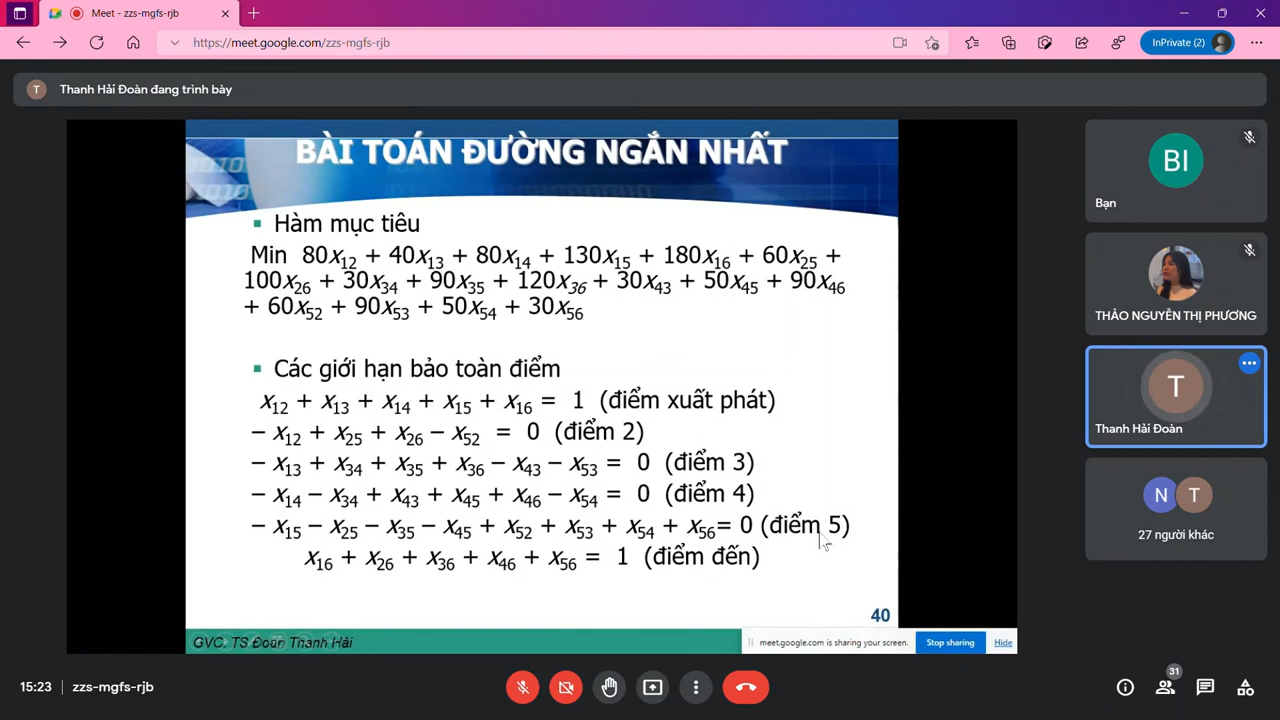 Meet - zzs-mgfs-rjb
https://meet.google.com/zzs-mgfs-rjb
InPrivate (2)
T
Thanh Hải Đoàn đang trình bày
BÀI TOÁN ĐƯỜNG NGẮN NHẤT
▪ Hàm mục tiêu
Min 80x₁₂ + 40x₁₃ + 80x₁₄ + 130x₁₅ + 180x₁₆ + 60x₂₅ +
100x₂₆ + 30x₃₄ + 90x₃₅ + 120x₃₆ + 30x₄₃ + 50x₄₅ + 90x₄₆
+ 60x₅₂ + 90x₅₃ + 50x₅₄ + 30x₅₆
▪ Các giới hạn bảo toàn điểm
x₁₂ + x₁₃ + x₁₄ + x₁₅ + x₁₆ = 1 (điểm xuất phát)
– x₁₂ + x₂₅ + x₂₆ – x₅₂ = 0 (điểm 2)
– x₁₃ + x₃₄ + x₃₅ + x₃₆ – x₄₃ – x₅₃ = 0 (điểm 3)
– x₁₄ – x₃₄ + x₄₃ + x₄₅ + x₄₆ – x₅₄ = 0 (điểm 4)
– x₁₅ – x₂₅ – x₃₅ – x₄₅ + x₅₂ + x₅₃ + x₅₄ + x₅₆= 0 (điểm 5)
x₁₆ + x₂₆ + x₃₆ + x₄₆ + x₅₆ = 1 (điểm đến)
40
GVC. TS Đoàn Thanh Hải
meet.google.com is sharing your screen.
Stop sharing
Hide
BI
Bạn
THẢO NGUYỄN THỊ PHƯƠNG
T
Thanh Hải Đoàn
N
T
27 người khác
15:23
zzs-mgfs-rjb
31